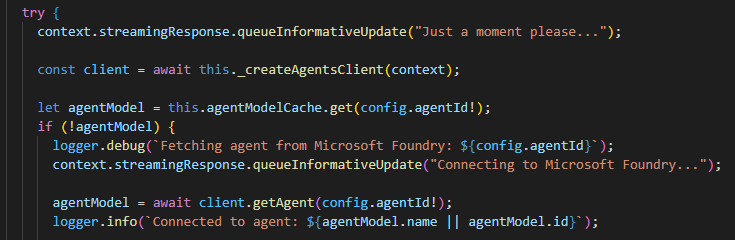 try {
context.streamingResponse.queueInformativeUpdate("Just a moment please...");
const client = await this._createAgentsClient(context);
let agentModel = this.agentModelCache.get(config.agentId!);
if (!agentModel) {
logger.debug(`Fetching agent from Microsoft Foundry: ${config.agentId}`);
context.streamingResponse.queueInformativeUpdate("Connecting to Microsoft Foundry...");
agentModel = await client.getAgent(config.agentId!);
logger.info(`Connected to agent: ${agentModel.name || agentModel.id}`);